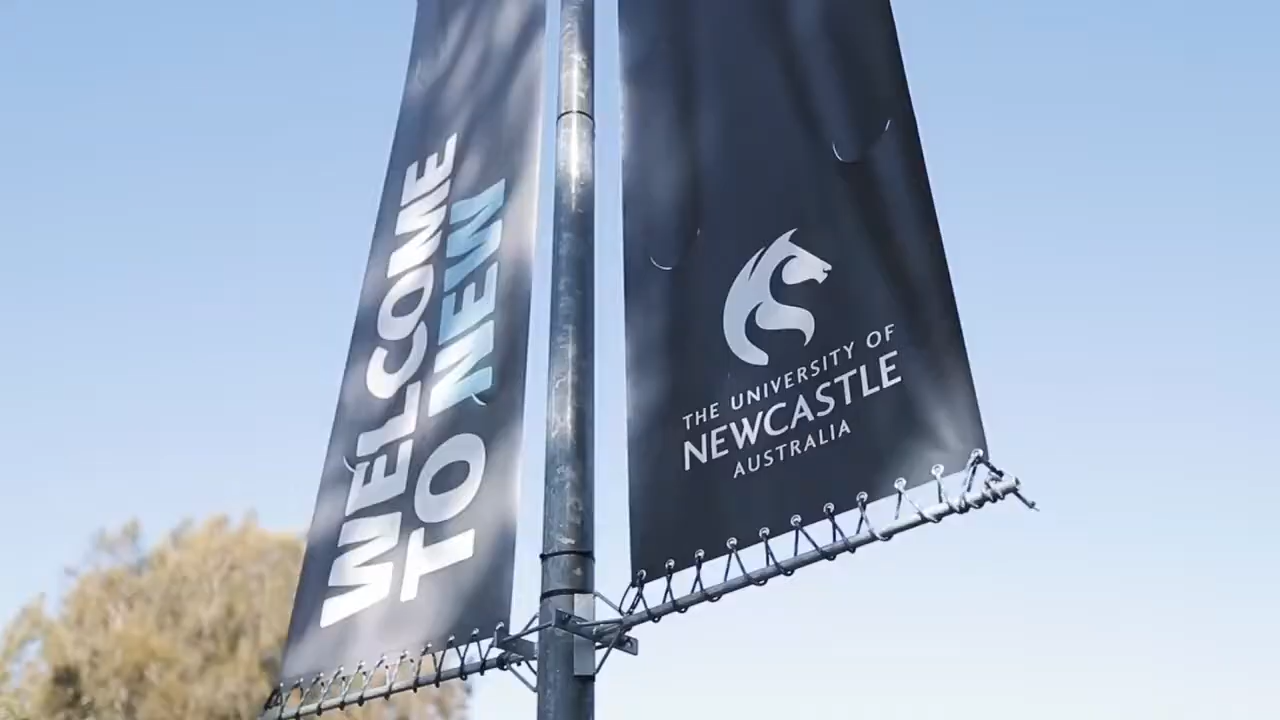 WELCOME
TO NEW
THE UNIVERSITY OF
NEWCASTLE
AUSTRALIA